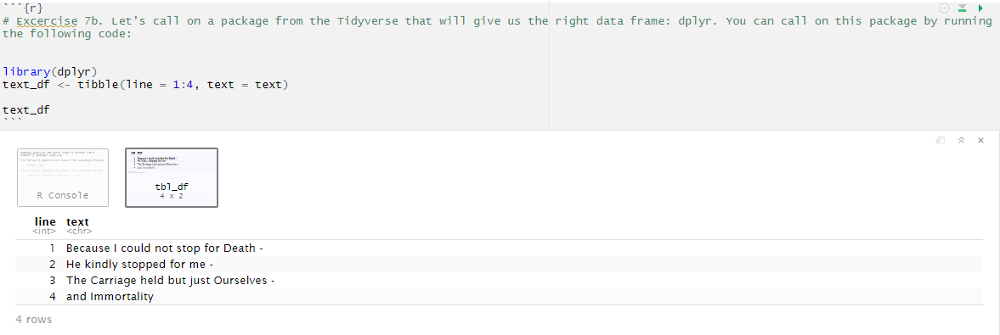 ```{r}
# Excercise 7b. Let's call on a package from the Tidyverse that will give us the right data frame: dplyr. You can call on this package by running
the following code:
library(dplyr)
text_df <- tibble(line = 1:4, text = text)
text_df
```
R Console
tbl_df
4 x 2
line text
<int> <chr>
1 Because I could not stop for Death -
2 He kindly stopped for me -
3 The Carriage held but just Ourselves -
4 and Immortality
4 rows